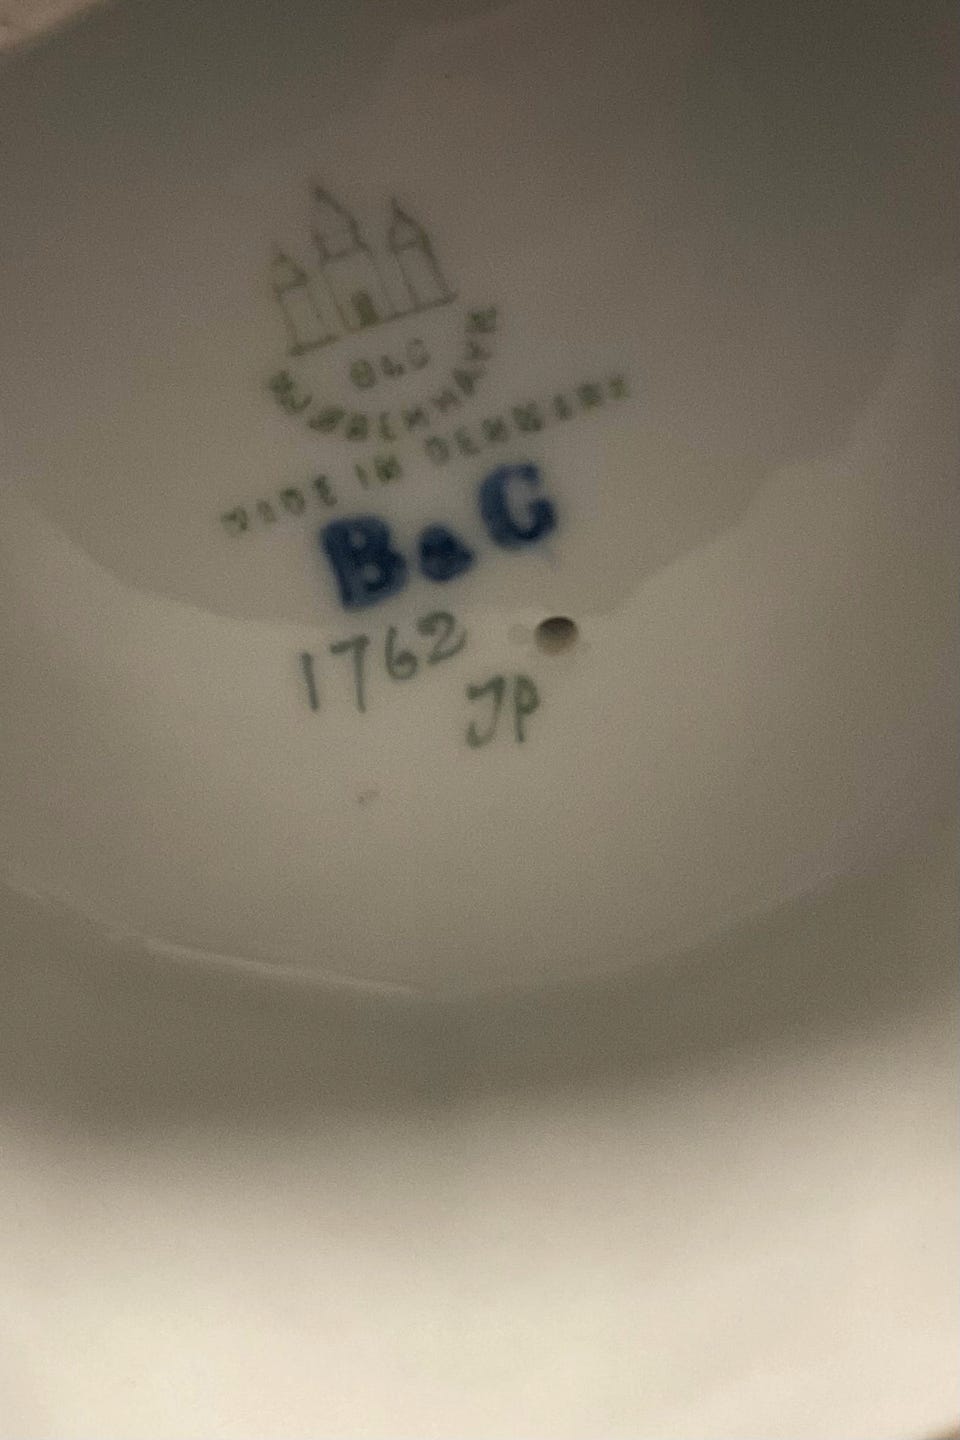 B&G
KJØBENHAVN
MADE IN DENMARK
B&G
1762
JP